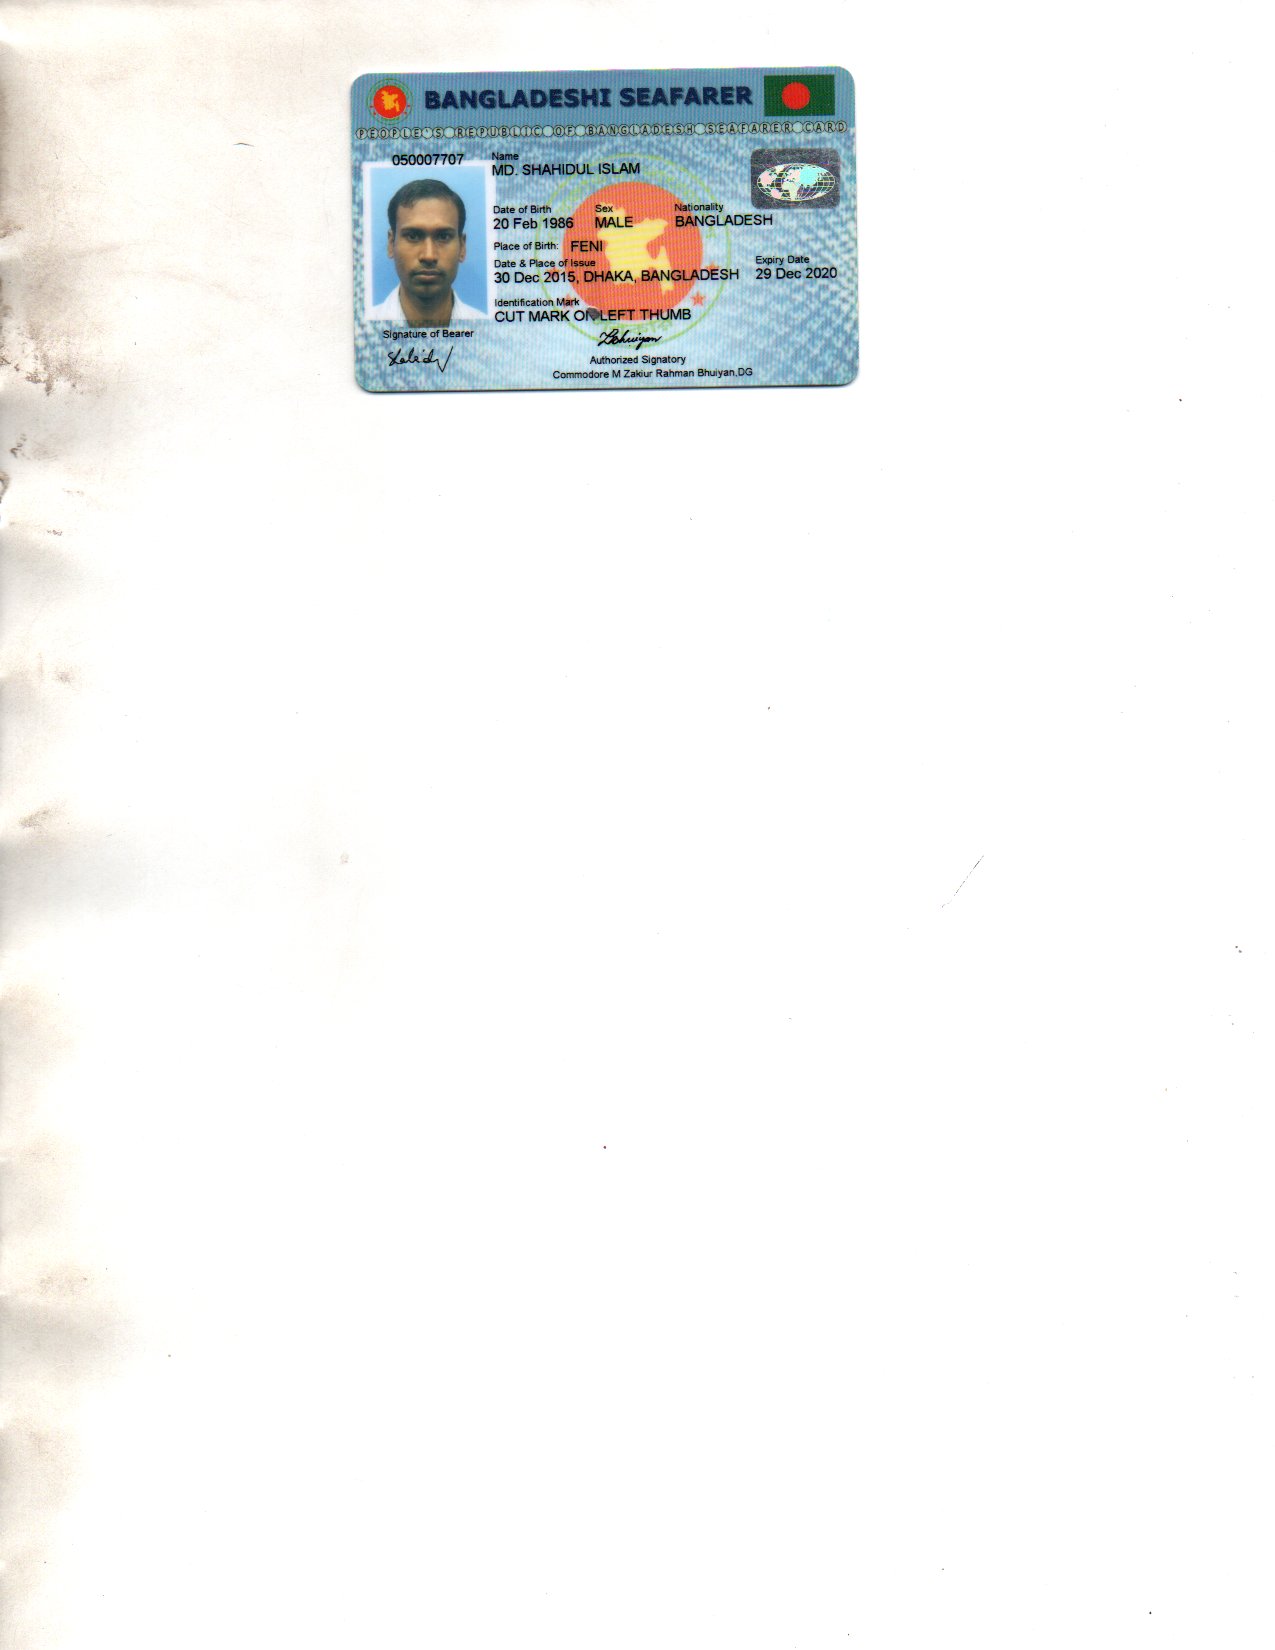 BANGLADESHI SEAFARER
PEOPLE'S REPUBLIC OF BANGLADESH SEAFARER CARD
050007707
Name
MD. SHAHIDUL ISLAM
Date of Birth Sex Nationality
20 Feb 1986 MALE BANGLADESH
Place of Birth: FENI
Date & Place of Issue Expiry Date
30 Dec 2015, DHAKA, BANGLADESH 29 Dec 2020
Identification Mark
CUT MARK ON LEFT THUMB
Signature of Bearer
Authorized Signatory
Commodore M Zakiur Rahman Bhuiyan,DG